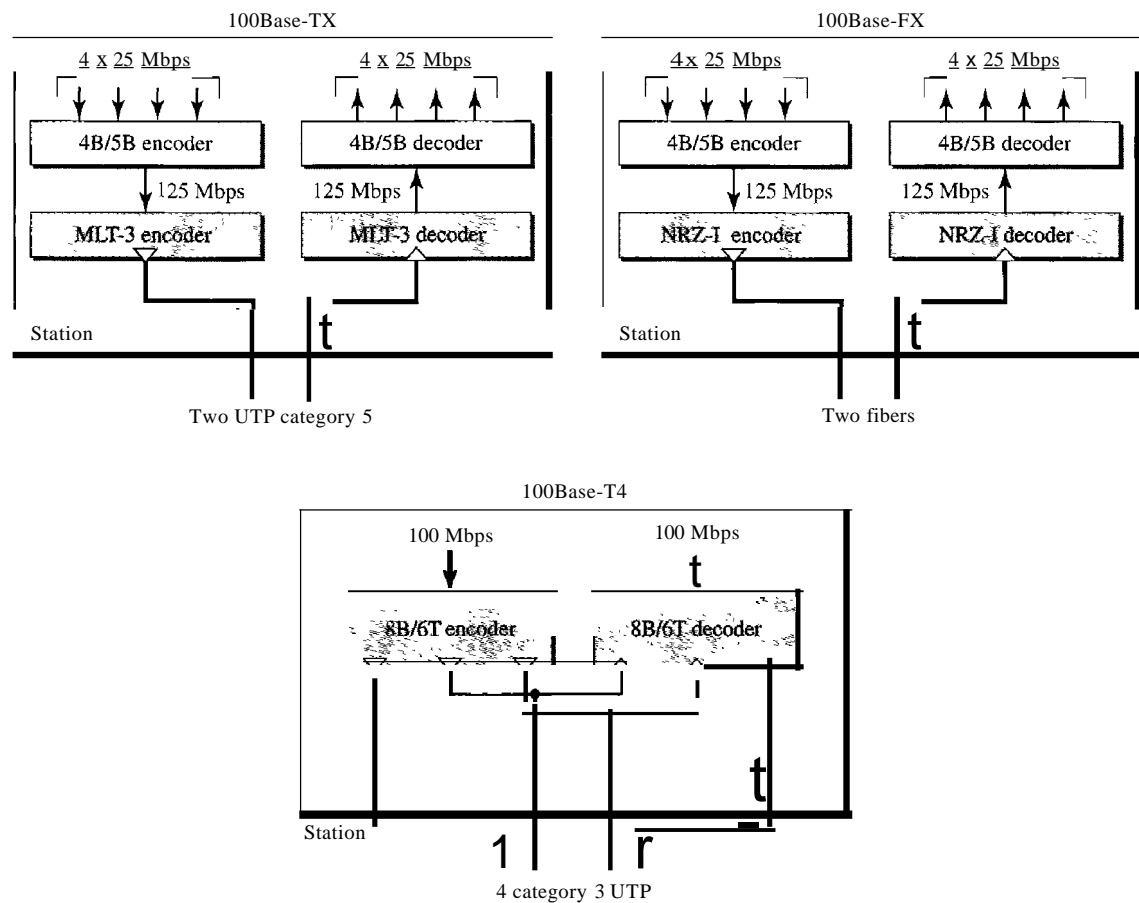 100Base-TX
4 x 25 Mbps
4 x 25 Mbps
4B/5B encoder
4B/5B decoder
125 Mbps
125 Mbps
MLT-3 encoder
MLT-3 decoder
t
Station
Two UTP category 5
100Base-FX
4x 25 Mbps
4 x 25 Mbps
4B/5B encoder
4B/5B decoder
125 Mbps
125 Mbps
NRZ-I encoder
NRZ-I decoder
t
Station
Two fibers
100Base-T4
100 Mbps
100 Mbps
t
8B/6T encoder
8B/6T decoder
t
Station
1
r
4 category 3 UTP